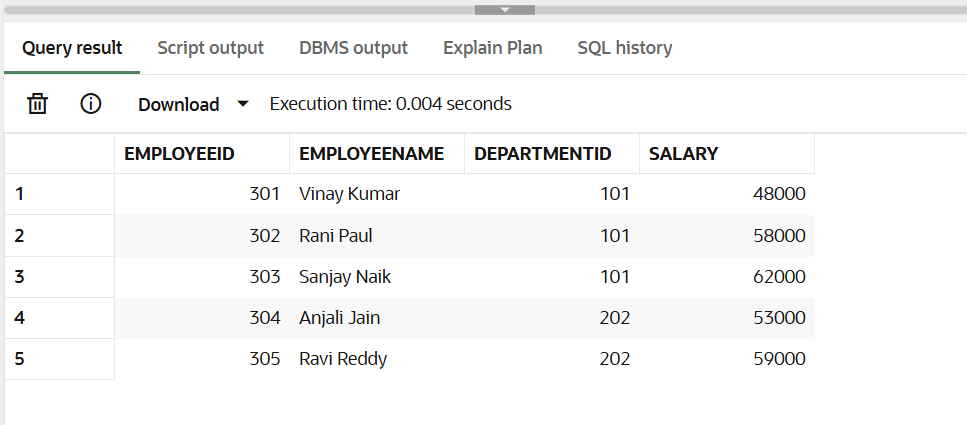 Query result Script output DBMS output Explain Plan SQL history
Download Execution time: 0.004 seconds
EMPLOYEEID EMPLOYEENAME DEPARTMENTID SALARY
1 301 Vinay Kumar 101 48000
2 302 Rani Paul 101 58000
3 303 Sanjay Naik 101 62000
4 304 Anjali Jain 202 53000
5 305 Ravi Reddy 202 59000